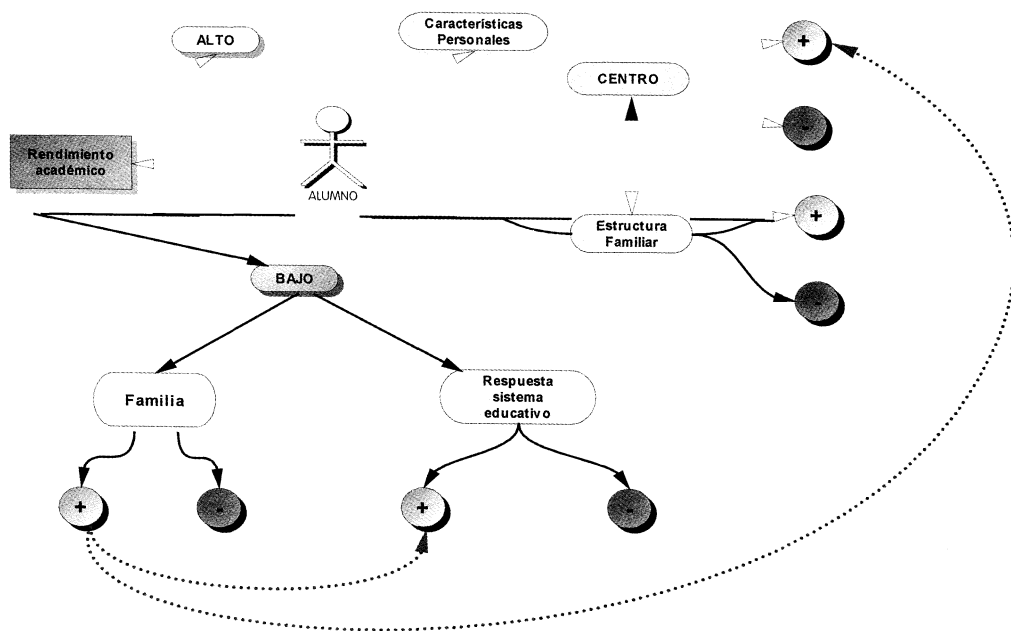 ALTO
Características
Personales
+
CENTRO
-
Rendimiento
académico
ALUMNO
Estructura
Familiar
+
BAJO
-
Familia
Respuesta
sistema
educativo
+
-
+
-